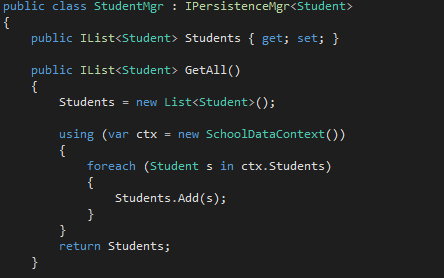 public class StudentMgr : IPersistenceMgr<Student>
{
    public IList<Student> Students { get; set; }

    public IList<Student> GetAll()
    {
        Students = new List<Student>();

        using (var ctx = new SchoolDataContext())
        {
            foreach (Student s in ctx.Students)
            {
                Students.Add(s);
            }
        }
        return Students;
    }